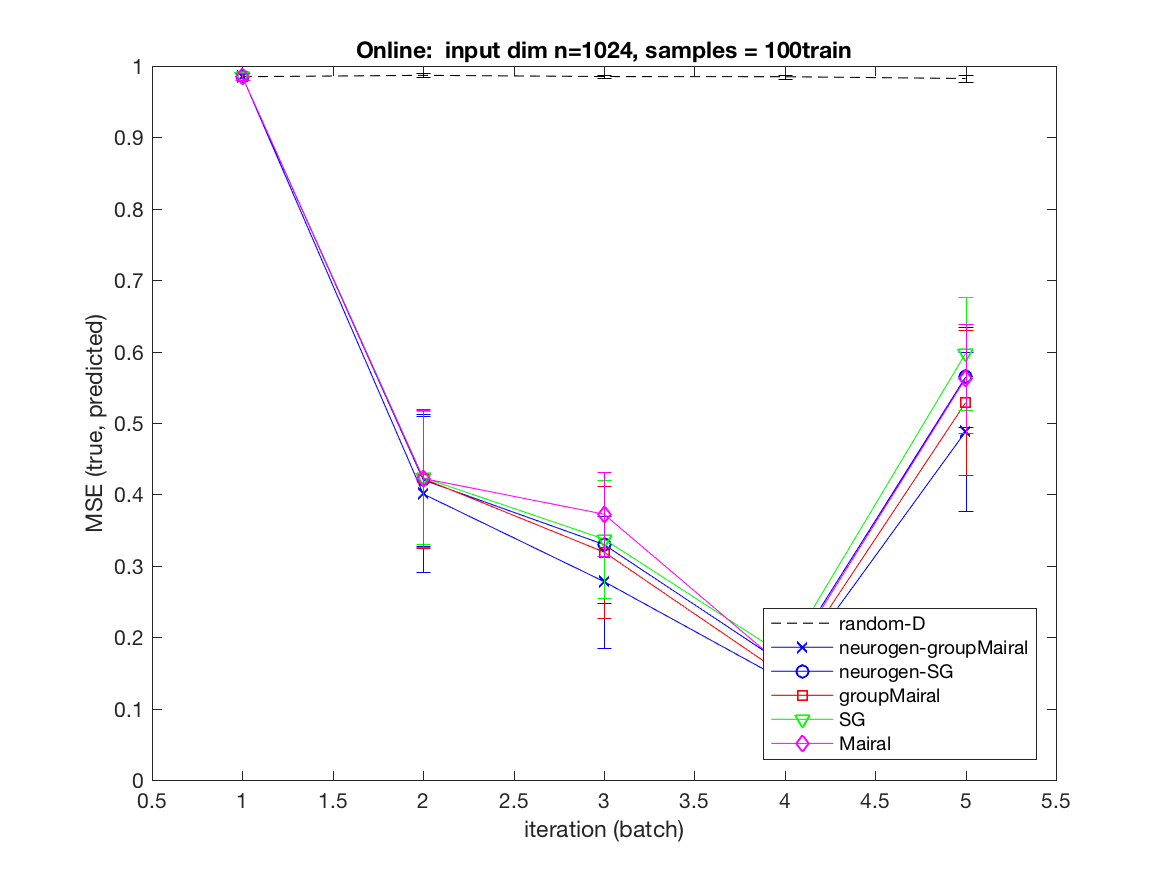 Online:  input dim n=1024, samples = 100train
MSE (true, predicted)
1
0.9
0.8
0.7
0.6
0.5
0.4
0.3
0.2
0.1
0
random-D
neurogen-groupMairal
neurogen-SG
groupMairal
SG
Mairal
0.5 1 1.5 2 2.5 3 3.5 4 4.5 5 5.5
iteration (batch)